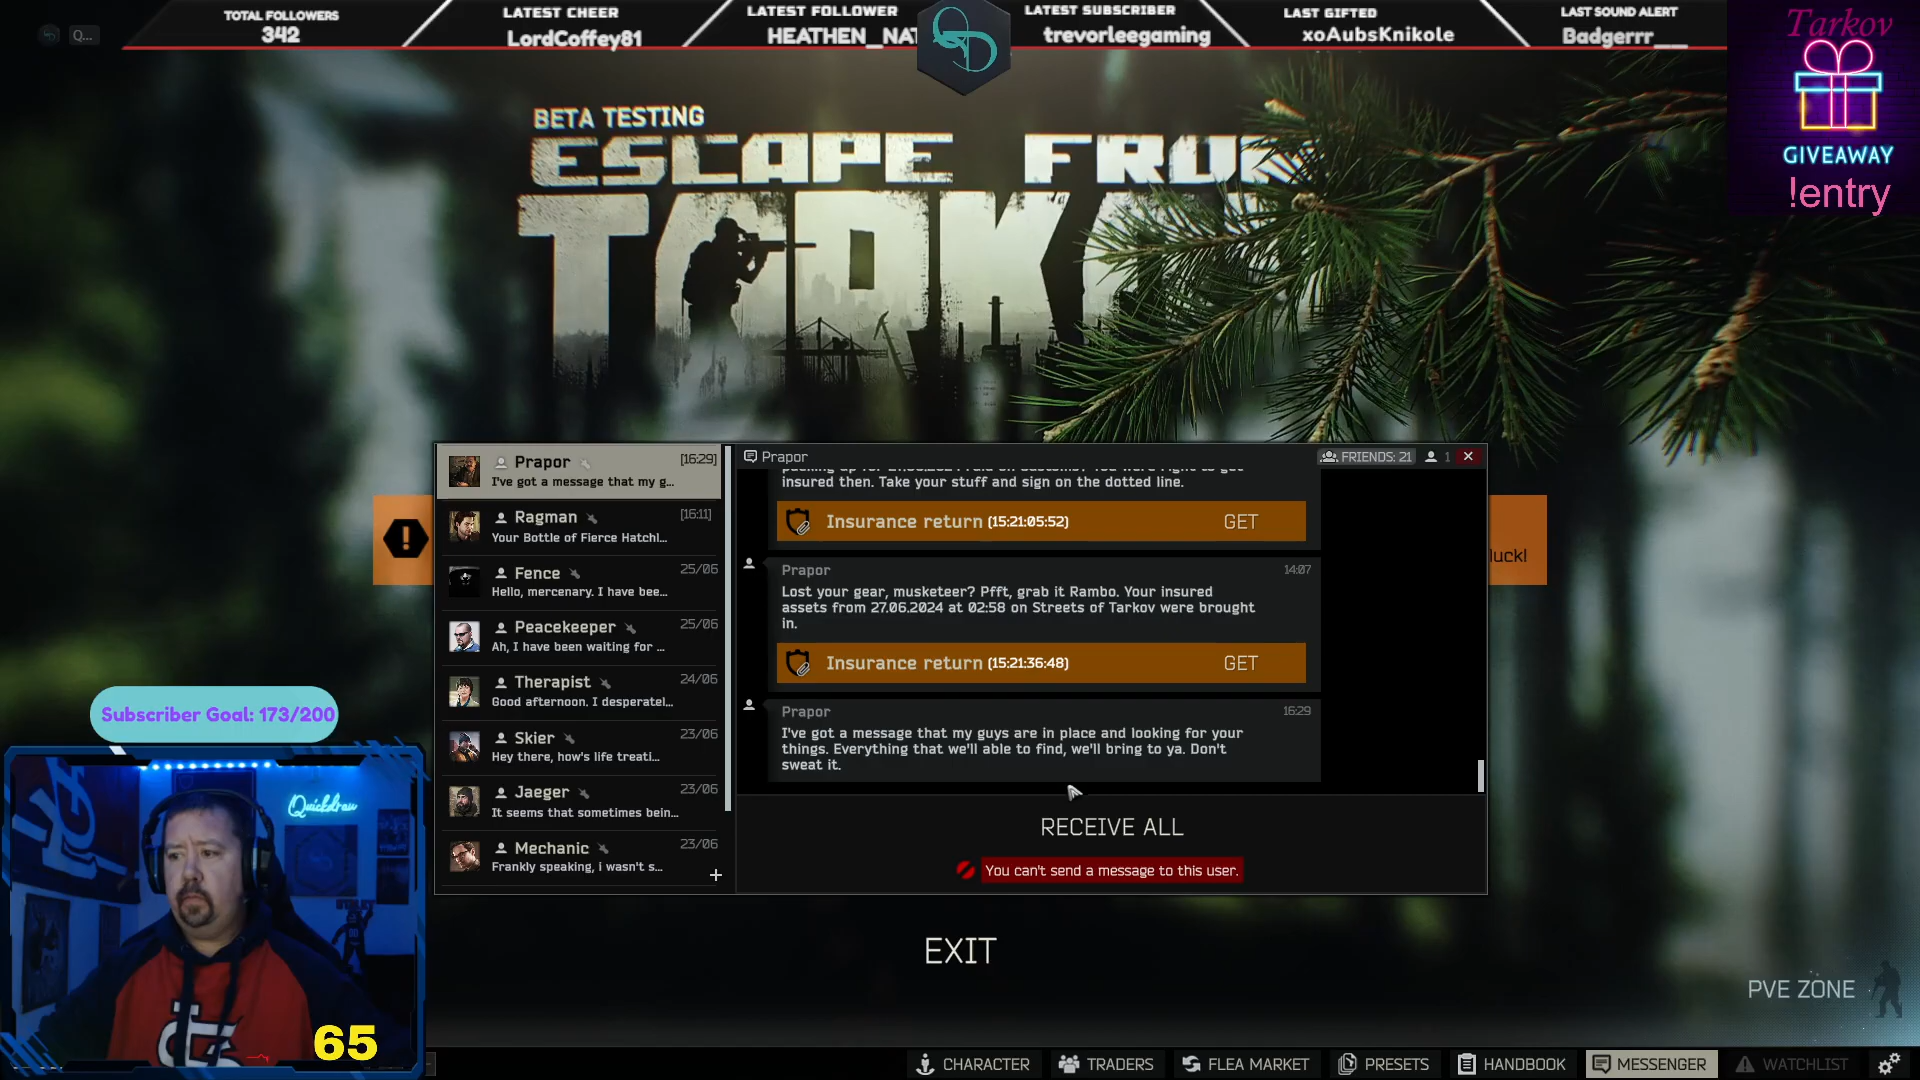 TOTAL FOLLOWERS
342
LATEST CHEER
LordCoffey81
LATEST FOLLOWER
HEATHEN_NAT
LATEST SUBSCRIBER
trevorleegaming
LAST GIFTED
xoAubsKnikole
LAST SOUND ALERT
Badgerrr__
Q...
Tarkov
GIVEAWAY
!entry
BETA TESTING
ESCAPE FROM
TARKOV
Prapor
[16:29]
I've got a message that my g...
Ragman
[16:11]
Your Bottle of Fierce Hatchl...
Fence
25/06
Hello, mercenary. I have bee...
Peacekeeper
25/06
Ah, I have been waiting for ...
Therapist
24/06
Good afternoon. I desperatel...
Skier
23/06
Hey there, how's life treati...
Jaeger
23/06
It seems that sometimes bein...
Mechanic
23/06
Frankly speaking, i wasn't s...
Prapor
FRIENDS: 21
1
insured then. Take your stuff and sign on the dotted line.
Insurance return (15:21:05:52)
GET
Prapor
14:07
Lost your gear, musketeer? Pfft, grab it Rambo. Your insured
assets from 27.06.2024 at 02:58 on Streets of Tarkov were brought
in.
Insurance return (15:21:36:48)
GET
Prapor
16:29
I've got a message that my guys are in place and looking for your
things. Everything that we'll able to find, we'll bring to ya. Don't
sweat it.
RECEIVE ALL
You can't send a message to this user.
luck!
EXIT
PVE ZONE
Subscriber Goal: 173/200
Quickdraw
65
CHARACTER
TRADERS
FLEA MARKET
PRESETS
HANDBOOK
MESSENGER
WATCHLIST